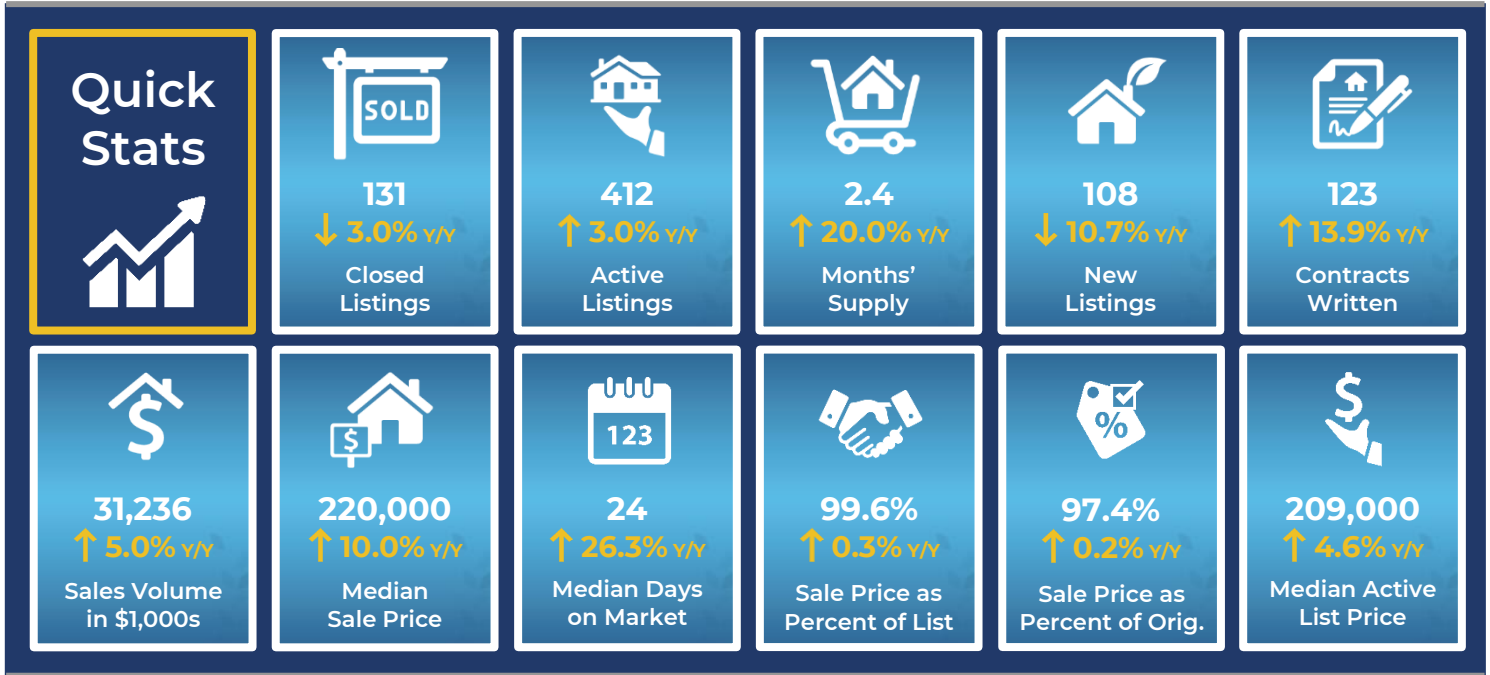 Quick
Stats
SOLD
131
↓ 3.0% Y/Y
Closed
Listings
412
↑ 3.0% Y/Y
Active
Listings
2.4
↑ 20.0% Y/Y
Months’
Supply
108
↓ 10.7% Y/Y
New
Listings
123
↑ 13.9% Y/Y
Contracts
Written
$
31,236
↑ 5.0% Y/Y
Sales Volume
in $1,000s
$
220,000
↑ 10.0% Y/Y
Median
Sale Price
123
24
↑ 26.3% Y/Y
Median Days
on Market
99.6%
↑ 0.3% Y/Y
Sale Price as
Percent of List
%
97.4%
↑ 0.2% Y/Y
Sale Price as
Percent of Orig.
$
209,000
↑ 4.6% Y/Y
Median Active
List Price